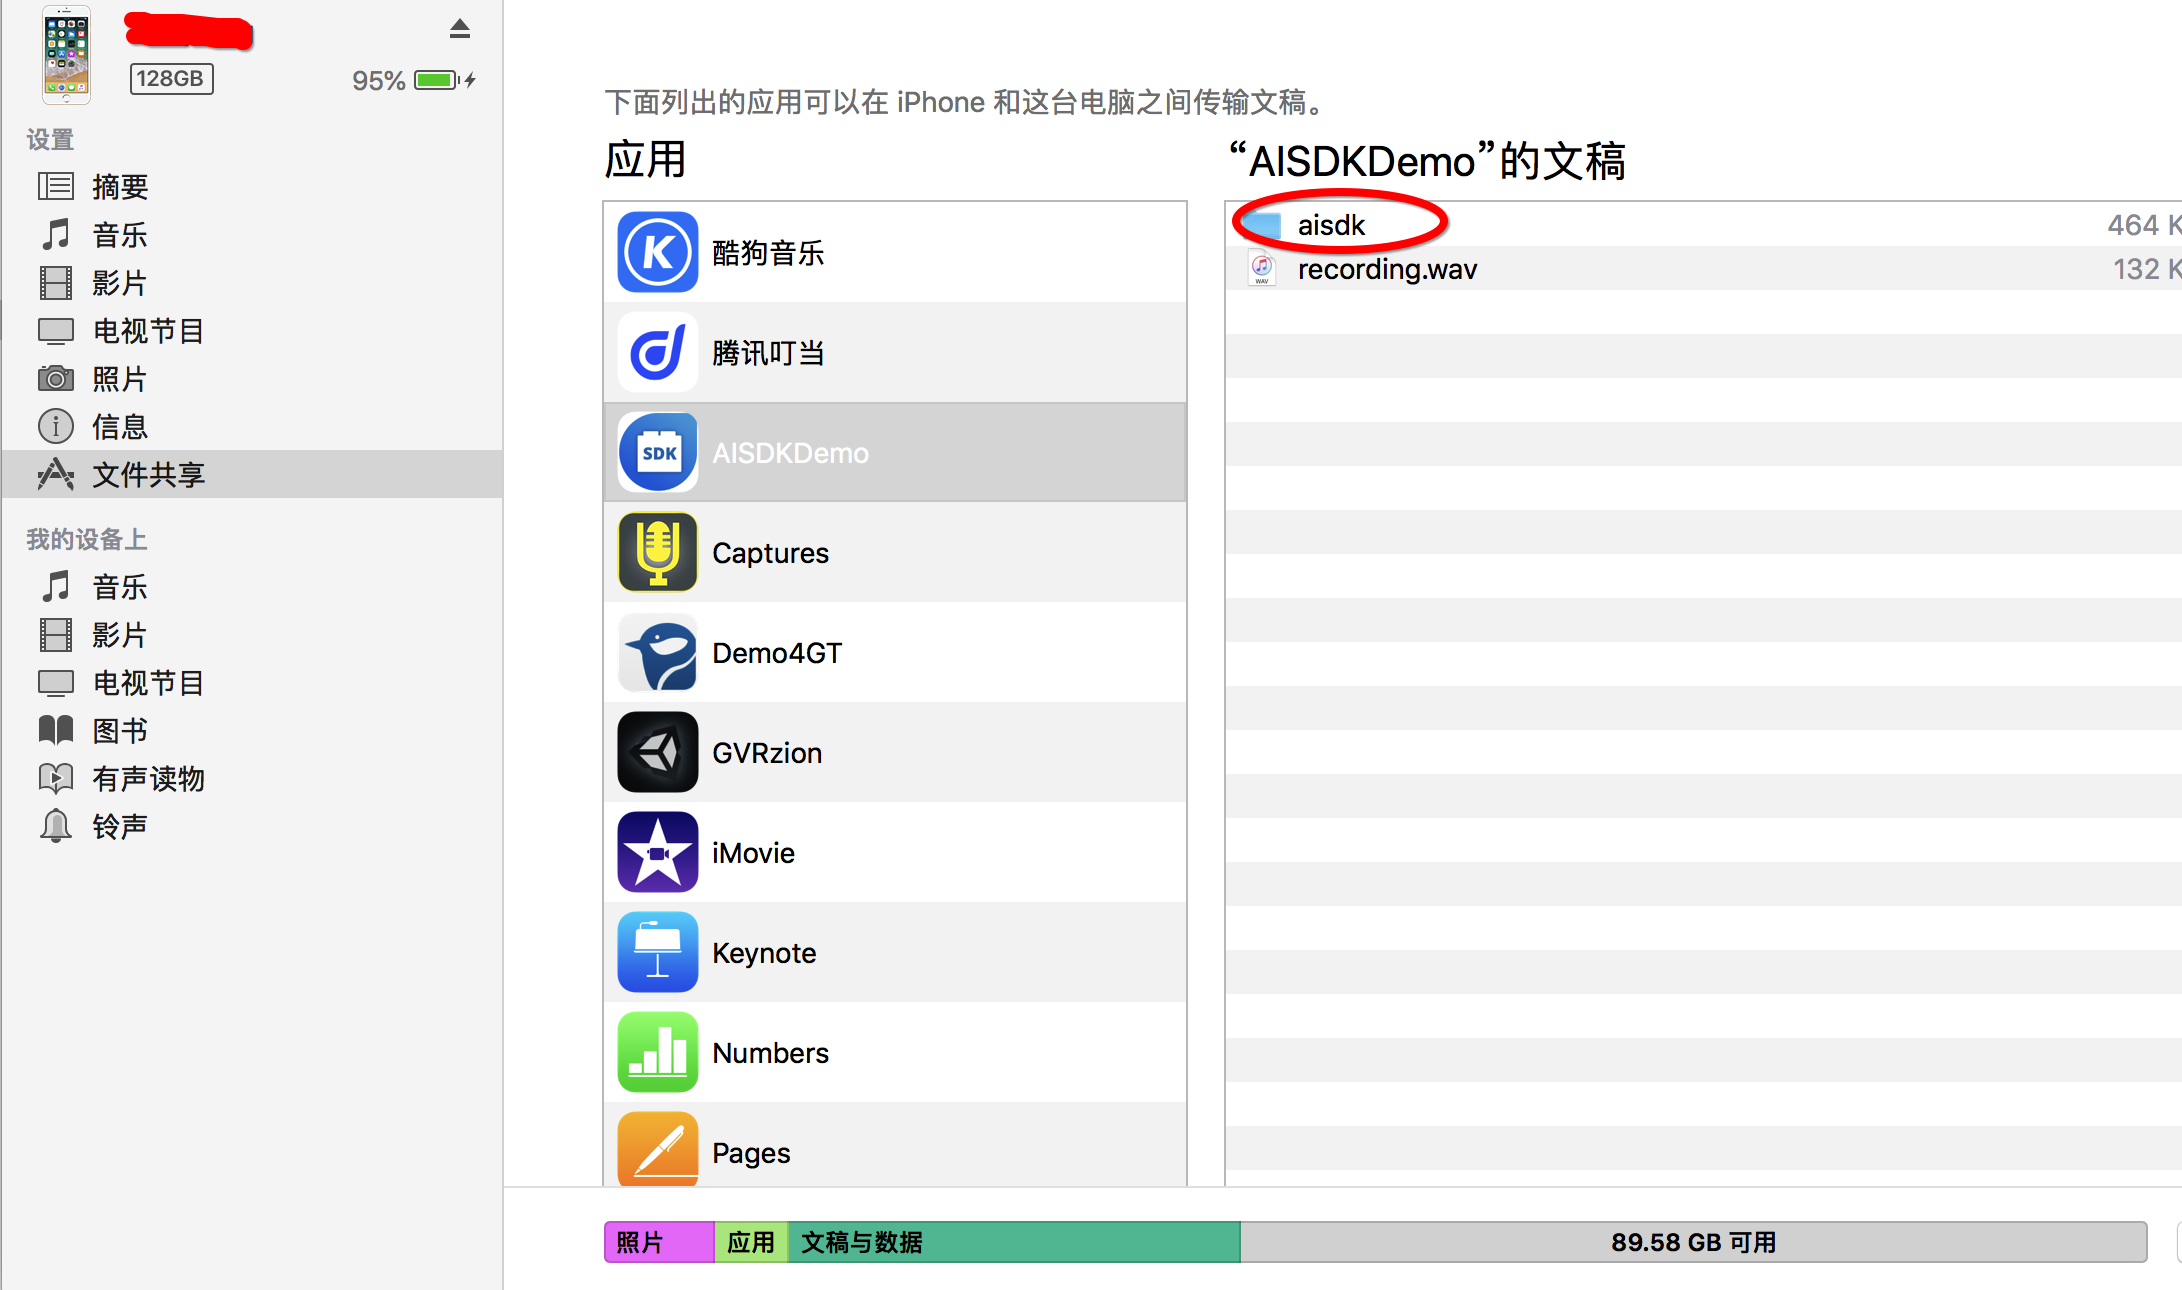 128GB
95%
设置
摘要
音乐
影片
电视节目
照片
信息
文件共享
我的设备上
音乐
影片
电视节目
图书
有声读物
铃声
下面列出的应用可以在 iPhone 和这台电脑之间传输文稿。
应用
酷狗音乐
腾讯叮当
SDK
AISDKDemo
Captures
Demo4GT
GVRzion
iMovie
Keynote
Numbers
Pages
“AISDKDemo”的文稿
aisdk
464 K
WAV
recording.wav
132 K
照片
应用
文稿与数据
89.58 GB 可用